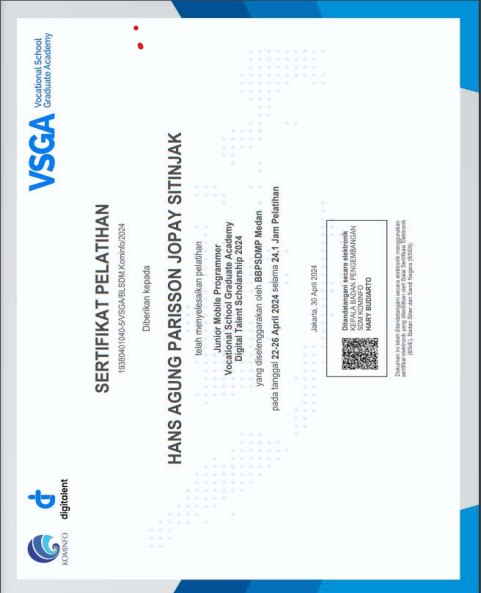 KOMINFO
digitalent
VSGA Vocational School
Graduate Academy
SERTIFIKAT PELATIHAN
19380401040-5/VSGA/BLSDM.Kominfo/2024
Diberikan kepada
HANS AGUNG PARISSON JOPAY SITINJAK
telah menyelesaikan pelatihan
Junior Mobile Programmer
Vocational School Graduate Academy
Digital Talent Scholarship 2024
yang diselenggarakan oleh BBPSDMP Medan
pada tanggal 22-26 April 2024 selama 24.1 Jam Pelatihan
Jakarta, 30 April 2024
Ditandatangani secara elektronik
KEPALA BADAN PENGEMBANGAN
SDM KOMINFO
HARY BUDIARTO
Dokumen ini telah ditandatangani secara elektronik menggunakan
sertifikat elektronik yang diterbitkan oleh Balai Sertifikasi Elektronik
(BSrE), Badan Siber dan Sandi Negara (BSSN).